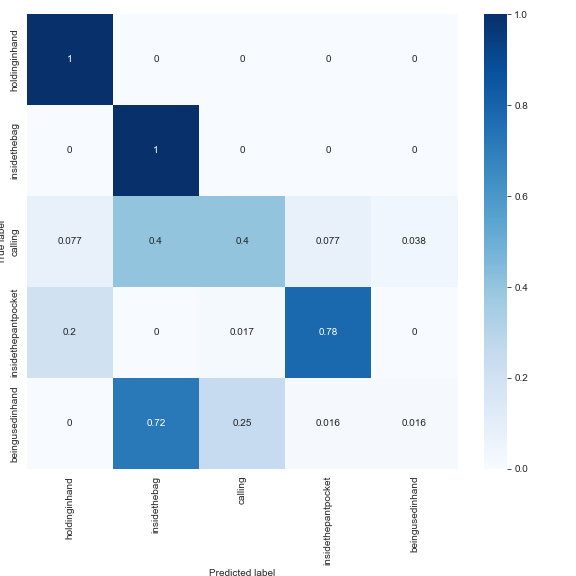 holdinginhand 1 0 0 0 0
insidethebag 0 1 0 0 0
True label
calling 0.077 0.4 0.4 0.077 0.038
insidethepantpocket 0.2 0 0.017 0.78 0
beingusedinhand 0 0.72 0.25 0.016 0.016
holdinginhand insidethebag calling insidethepantpocket beingusedinhand
Predicted label
1.0
0.8
0.6
0.4
0.2
0.0